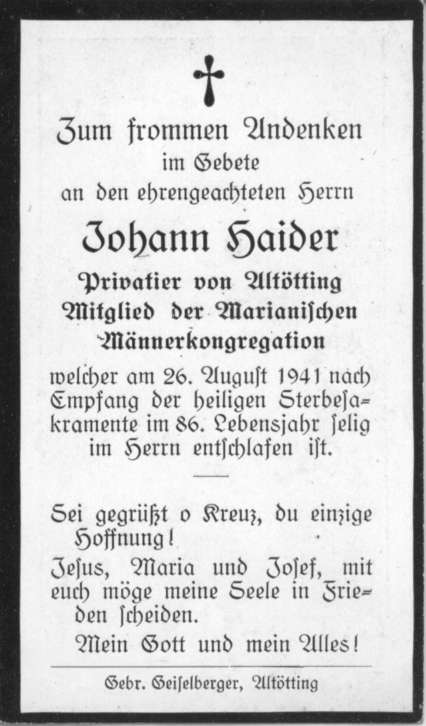 Zum frommen Andenken
im Gebete
an den ehrengeachteten Herrn
Johann Haider
Privatier von Altötting
Mitglied der Marianischen
Männerkongregation
welcher am 26. August 1941 nach
Empfang der heiligen Sterbesa=
kramente im 86. Lebensjahr selig
im Herrn entschlafen ist.
Sei gegrüßt o Kreuz, du einzige
Hoffnung!
Jesus, Maria und Josef, mit
euch möge meine Seele in Frie=
den scheiden.
Mein Gott und mein Alles!
Gebr. Geiselberger, Altötting